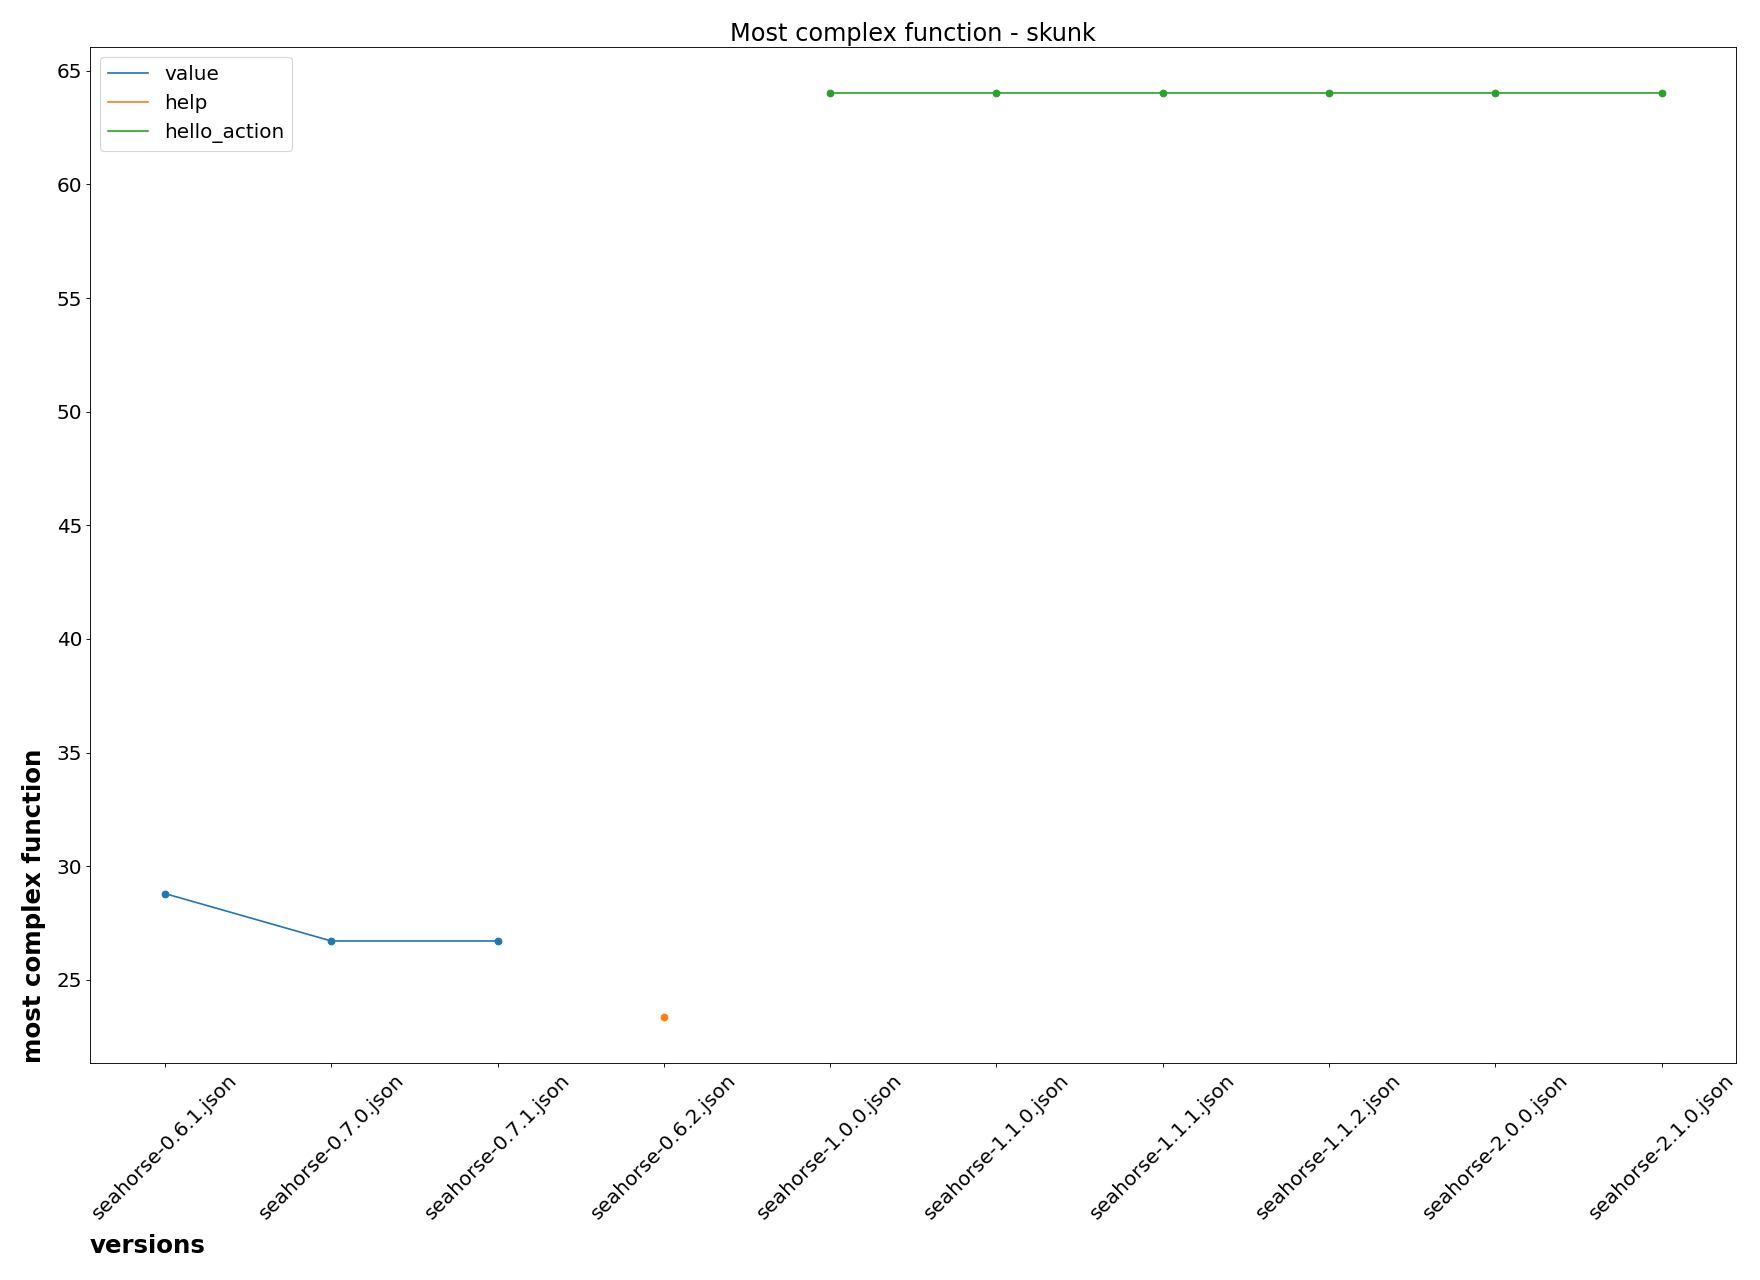 Most complex function - skunk
value
help
hello_action
65
60
55
50
45
40
35
30
25
most complex function
seahorse-0.6.1.json
seahorse-0.7.0.json
seahorse-0.7.1.json
seahorse-0.6.2.json
seahorse-1.0.0.json
seahorse-1.1.0.json
seahorse-1.1.1.json
seahorse-1.1.2.json
seahorse-2.0.0.json
seahorse-2.1.0.json
versions